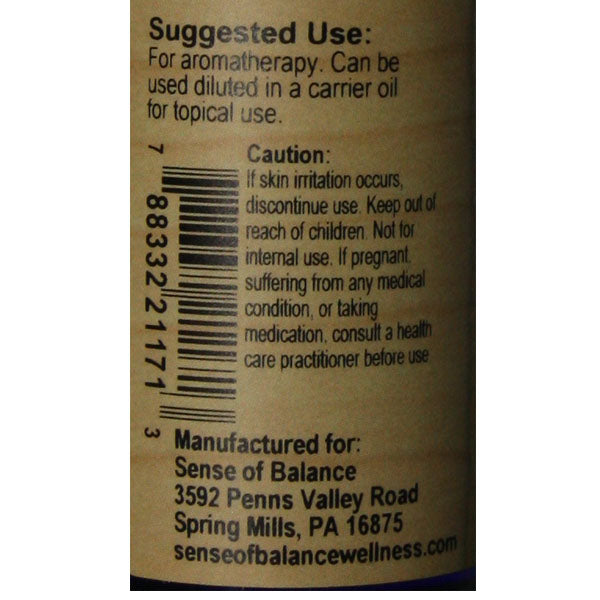 Suggested Use:
For aromatherapy. Can be
used diluted in a carrier oil
for topical use.
Caution:
If skin irritation occurs,
discontinue use. Keep out of
reach of children. Not for
internal use. If pregnant,
suffering from any medical
condition, or taking
medication, consult a health
care practitioner before use
7 88332 21171 3
Manufactured for:
Sense of Balance
3592 Penns Valley Road
Spring Mills, PA 16875
senseofbalancewellness.com